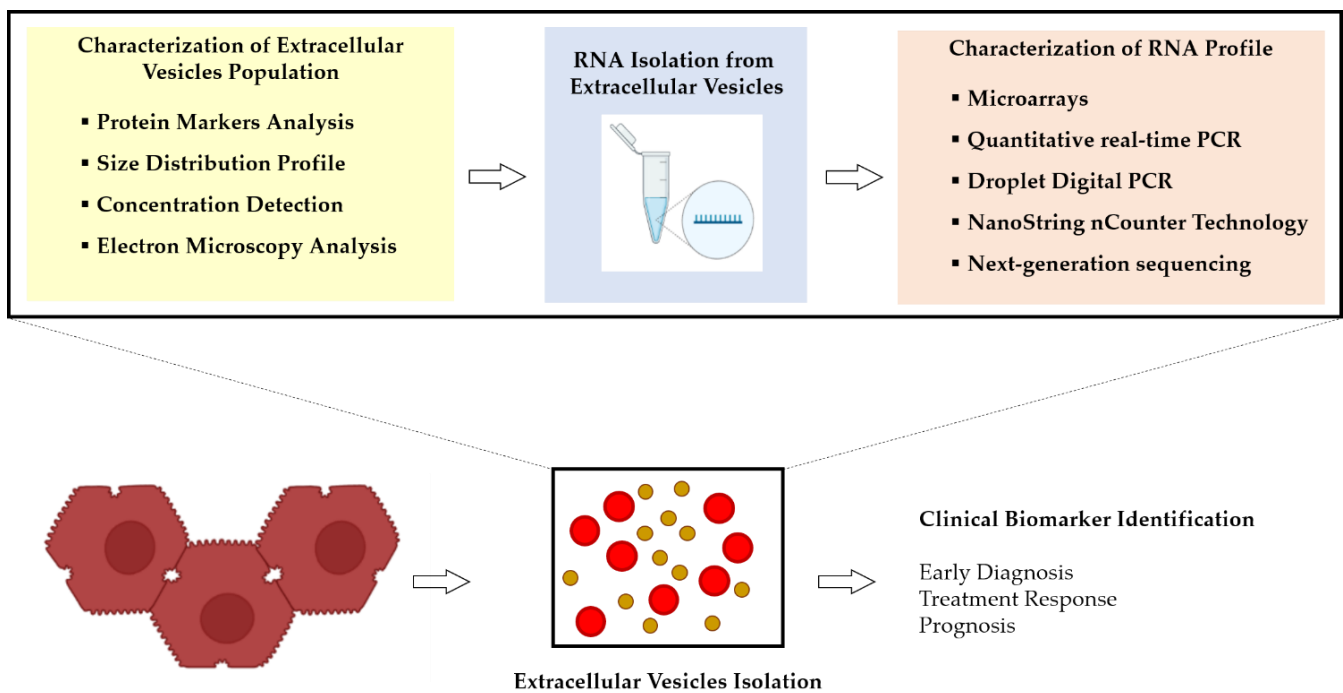 Characterization of Extracellular
Vesicles Population
▪ Protein Markers Analysis
▪ Size Distribution Profile
▪ Concentration Detection
▪ Electron Microscopy Analysis
RNA Isolation from
Extracellular Vesicles
Characterization of RNA Profile
▪ Microarrays
▪ Quantitative real-time PCR
▪ Droplet Digital PCR
▪ NanoString nCounter Technology
▪ Next-generation sequencing
Extracellular Vesicles Isolation
Clinical Biomarker Identification
Early Diagnosis
Treatment Response
Prognosis